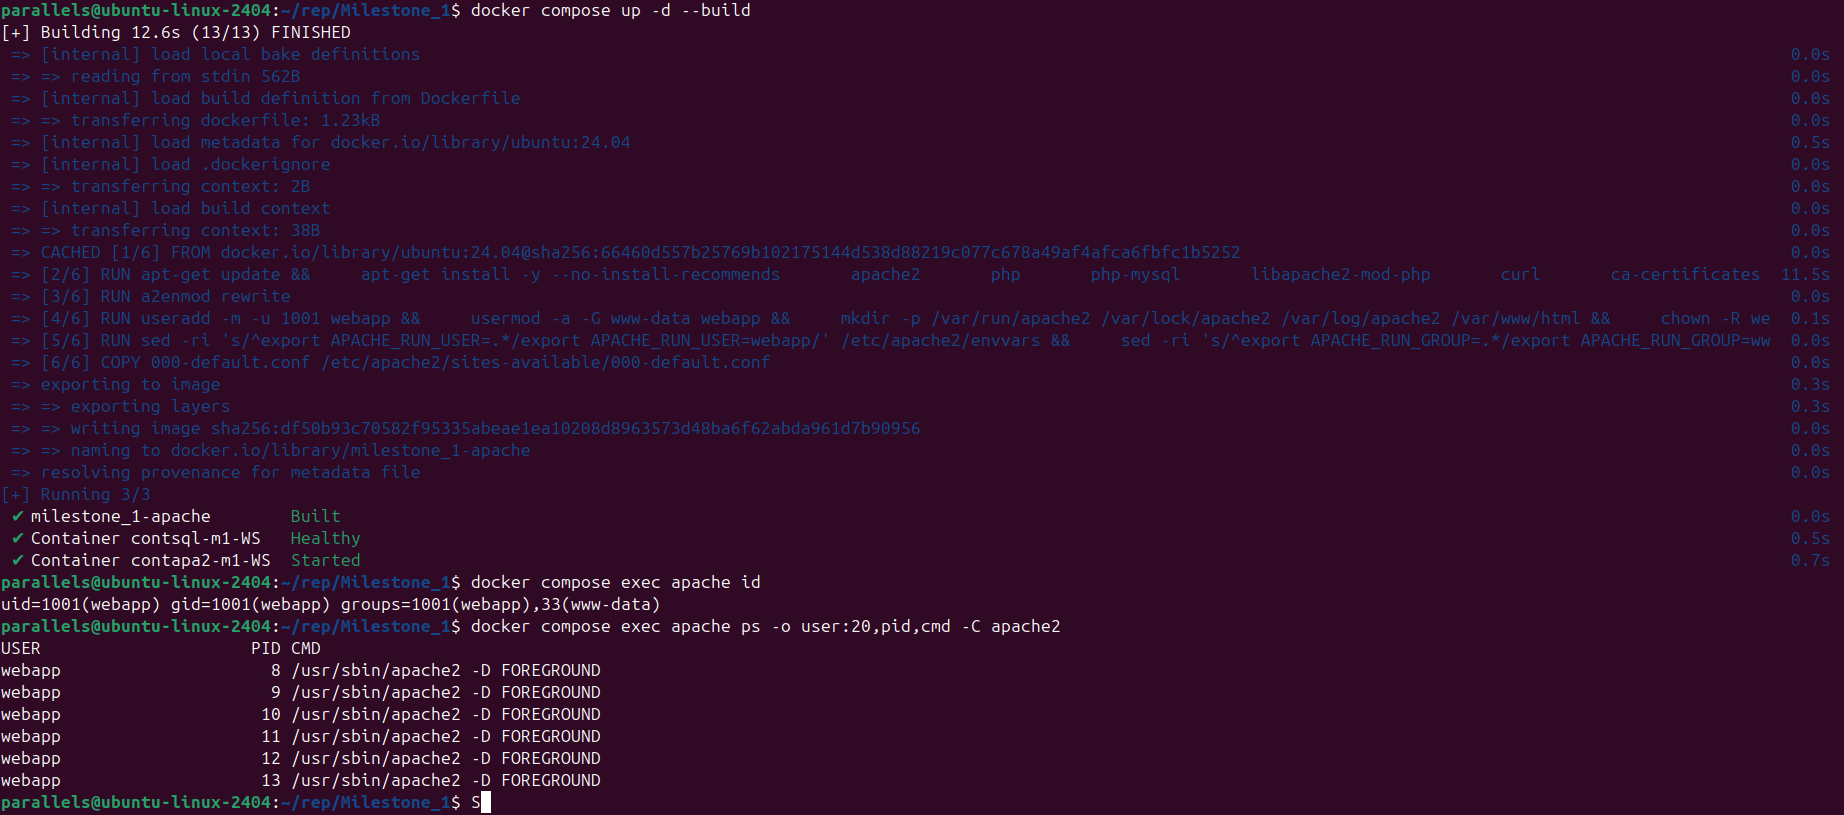 parallels@ubuntu-linux-2404:~/rep/Milestone_1$ docker compose up -d --build
[+] Building 12.6s (13/13) FINISHED
=> [internal] load local bake definitions 0.0s
=> => reading from stdin 562B 0.0s
=> [internal] load build definition from Dockerfile 0.0s
=> => transferring dockerfile: 1.23kB 0.0s
=> [internal] load metadata for docker.io/library/ubuntu:24.04 0.5s
=> [internal] load .dockerignore 0.0s
=> => transferring context: 2B 0.0s
=> [internal] load build context 0.0s
=> => transferring context: 38B 0.0s
=> CACHED [1/6] FROM docker.io/library/ubuntu:24.04@sha256:66460d557b25769b102175144d538d88219c077c678a49af4afca6fbfc1b5252 0.0s
=> [2/6] RUN apt-get update && apt-get install -y --no-install-recommends apache2 php php-mysql libapache2-mod-php curl ca-certificates 11.5s
=> [3/6] RUN a2enmod rewrite 0.0s
=> [4/6] RUN useradd -m -u 1001 webapp && usermod -a -G www-data webapp && mkdir -p /var/run/apache2 /var/lock/apache2 /var/log/apache2 /var/www/html && chown -R we 0.1s
=> [5/6] RUN sed -ri 's/^export APACHE_RUN_USER=.*/export APACHE_RUN_USER=webapp/' /etc/apache2/envvars && sed -ri 's/^export APACHE_RUN_GROUP=.*/export APACHE_RUN_GROUP=ww 0.0s
=> [6/6] COPY 000-default.conf /etc/apache2/sites-available/000-default.conf 0.0s
=> exporting to image 0.3s
=> => exporting layers 0.3s
=> => writing image sha256:df50b93c70582f95335abeae1ea10208d8963573d48ba6f62abda961d7b90956 0.0s
=> => naming to docker.io/library/milestone_1-apache 0.0s
=> resolving provenance for metadata file 0.0s
[+] Running 3/3
✔ milestone_1-apache Built 0.0s
✔ Container contsql-m1-WS Healthy 0.5s
✔ Container contapa2-m1-WS Started 0.7s
parallels@ubuntu-linux-2404:~/rep/Milestone_1$ docker compose exec apache id
uid=1001(webapp) gid=1001(webapp) groups=1001(webapp),33(www-data)
parallels@ubuntu-linux-2404:~/rep/Milestone_1$ docker compose exec apache ps -o user:20,pid,cmd -C apache2
USER PID CMD
webapp 8 /usr/sbin/apache2 -D FOREGROUND
webapp 9 /usr/sbin/apache2 -D FOREGROUND
webapp 10 /usr/sbin/apache2 -D FOREGROUND
webapp 11 /usr/sbin/apache2 -D FOREGROUND
webapp 12 /usr/sbin/apache2 -D FOREGROUND
webapp 13 /usr/sbin/apache2 -D FOREGROUND
parallels@ubuntu-linux-2404:~/rep/Milestone_1$ S